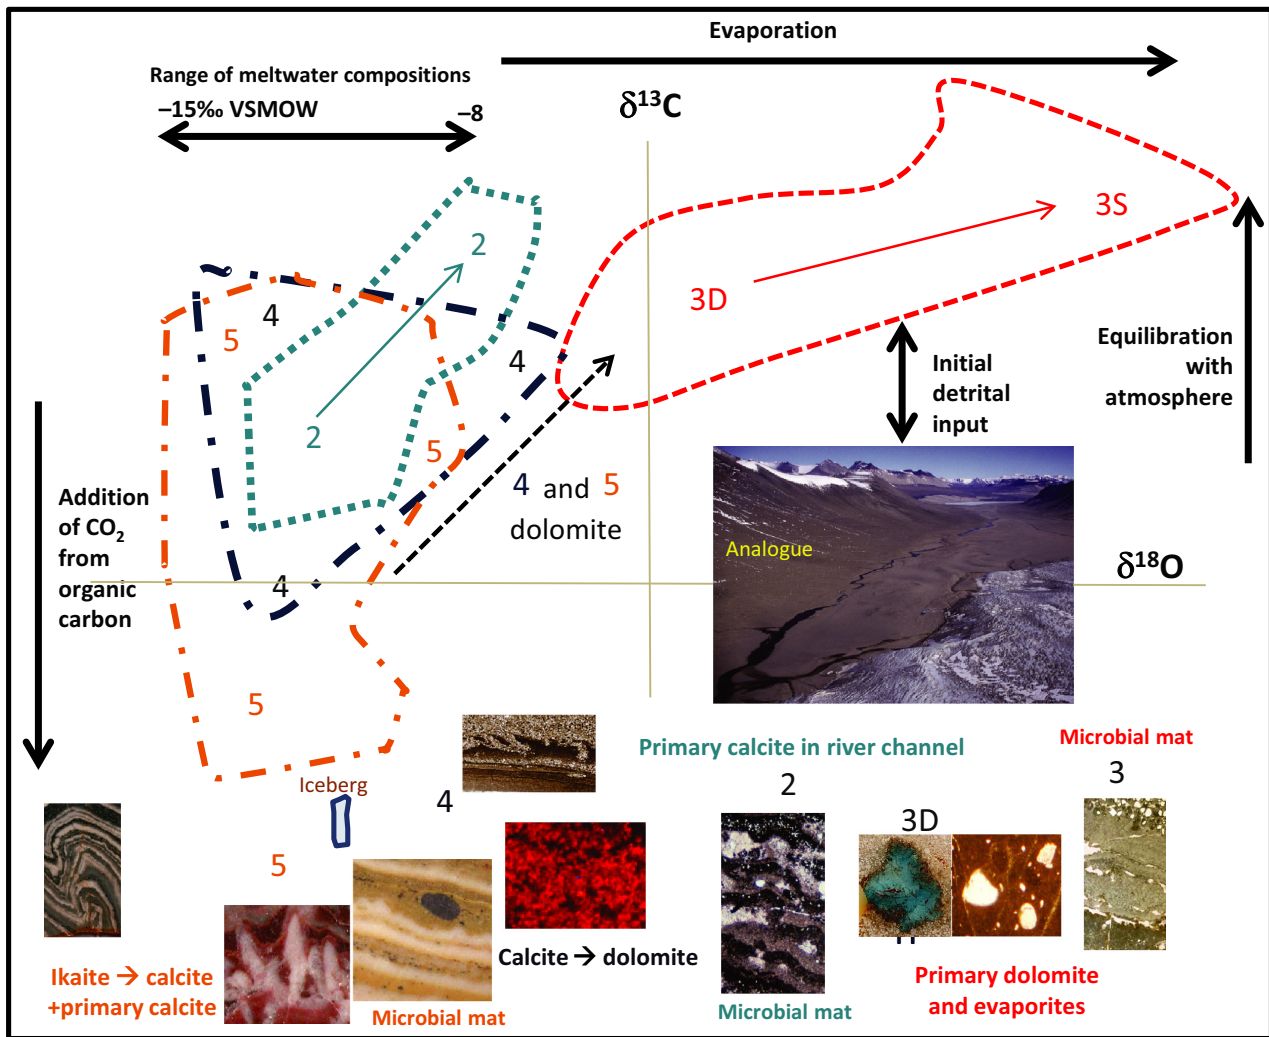 Evaporation
Range of meltwater compositions
–15‰ VSMOW
–8
δ¹³C
2
3S
3D
4
5
4
Initial
detrital
input
Equilibration
with
atmosphere
2
5
4 and 5
dolomite
Addition
of CO₂
from
organic
carbon
Analogue
δ¹⁸O
4
5
Primary calcite in river channel
Microbial mat
Iceberg
4
2
3
3D
5
Calcite → dolomite
Ikaite → calcite
+primary calcite
Microbial mat
Microbial mat
Primary dolomite
and evaporites